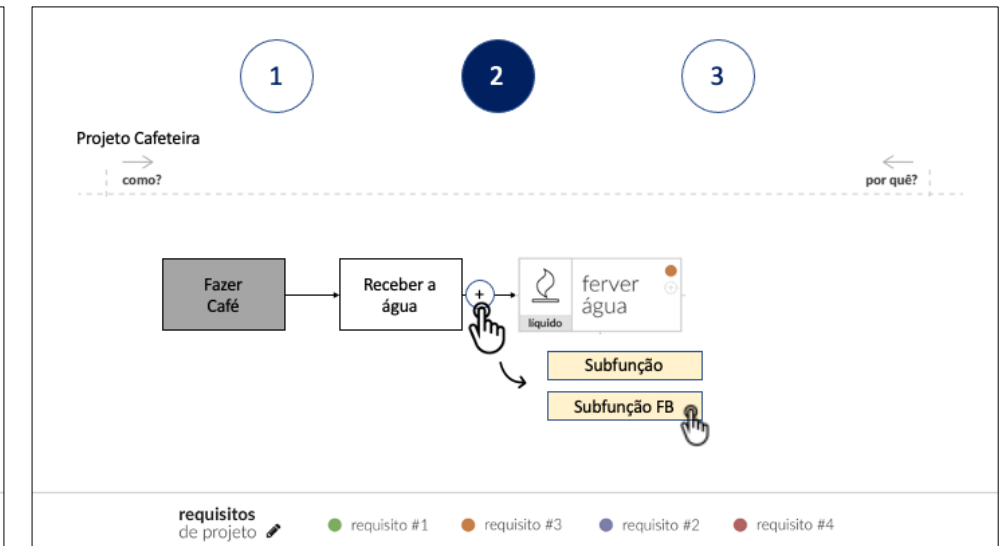 1
2
3
Projeto Cafeteira
como?
por quê?
Fazer
Café
Receber a
água
+
ferver
água
líquido
Subfunção
Subfunção FB
requisitos
de projeto
requisito #1
requisito #3
requisito #2
requisito #4